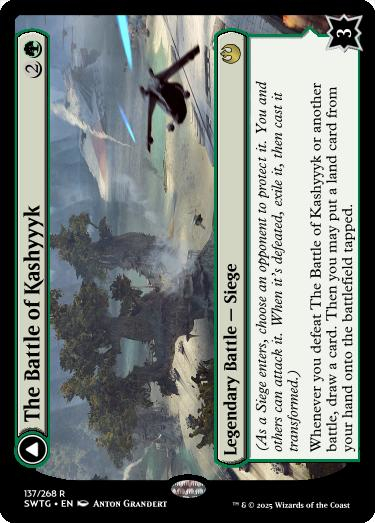 The Battle of Kashyyyk
2
Legendary Battle — Siege
(As a Siege enters, choose an opponent to protect it. You and
others can attack it. When it's defeated, exile it, then cast it
transformed.)
Whenever you defeat The Battle of Kashyyyk or another
battle, draw a card. Then you may put a land card from
your hand onto the battlefield tapped.
3
137/268 R
SWTG • EN Anton Grandert
™ & © 2025 Wizards of the Coast